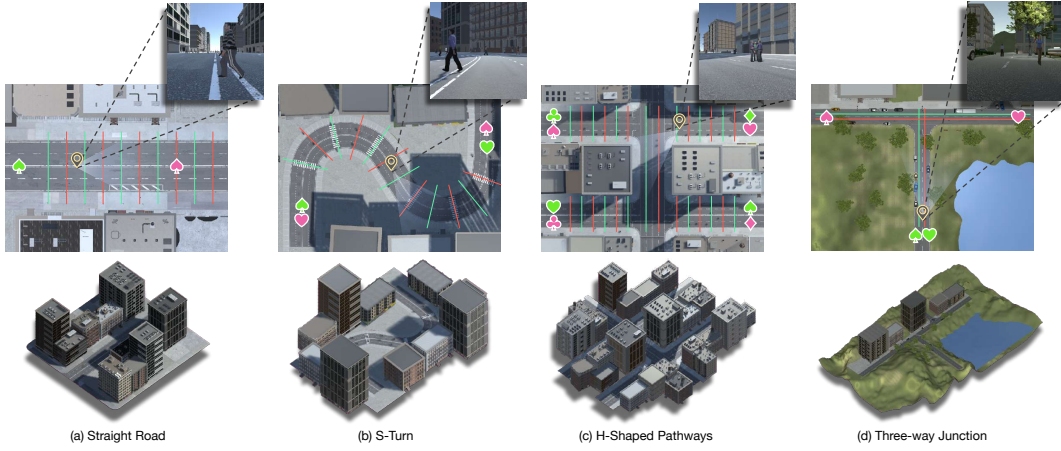 (a) Straight Road
(b) S-Turn
(c) H-Shaped Pathways
(d) Three-way Junction